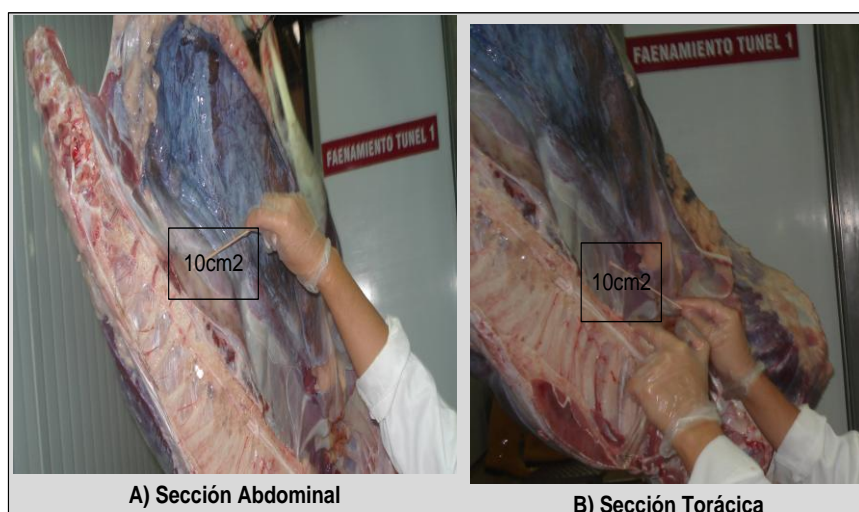 FAENAMIENTO TUNEL 1
10cm2
A) Sección Abdominal
FAENAMIENTO TUNEL 1
10cm2
B) Sección Torácica